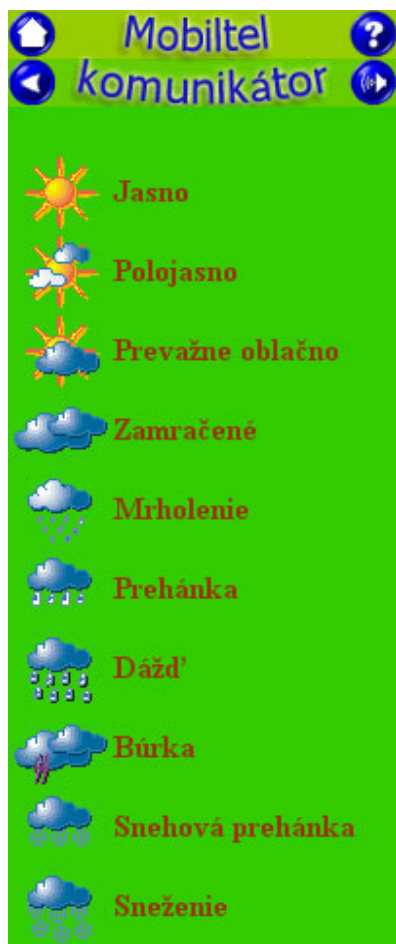 Mobiltel
komunikátor
?
Jasno
Polojasno
Prevažne oblačno
Zamračené
Mrholenie
Prehánka
Dážď
Búrka
Snehová prehánka
Sneženie